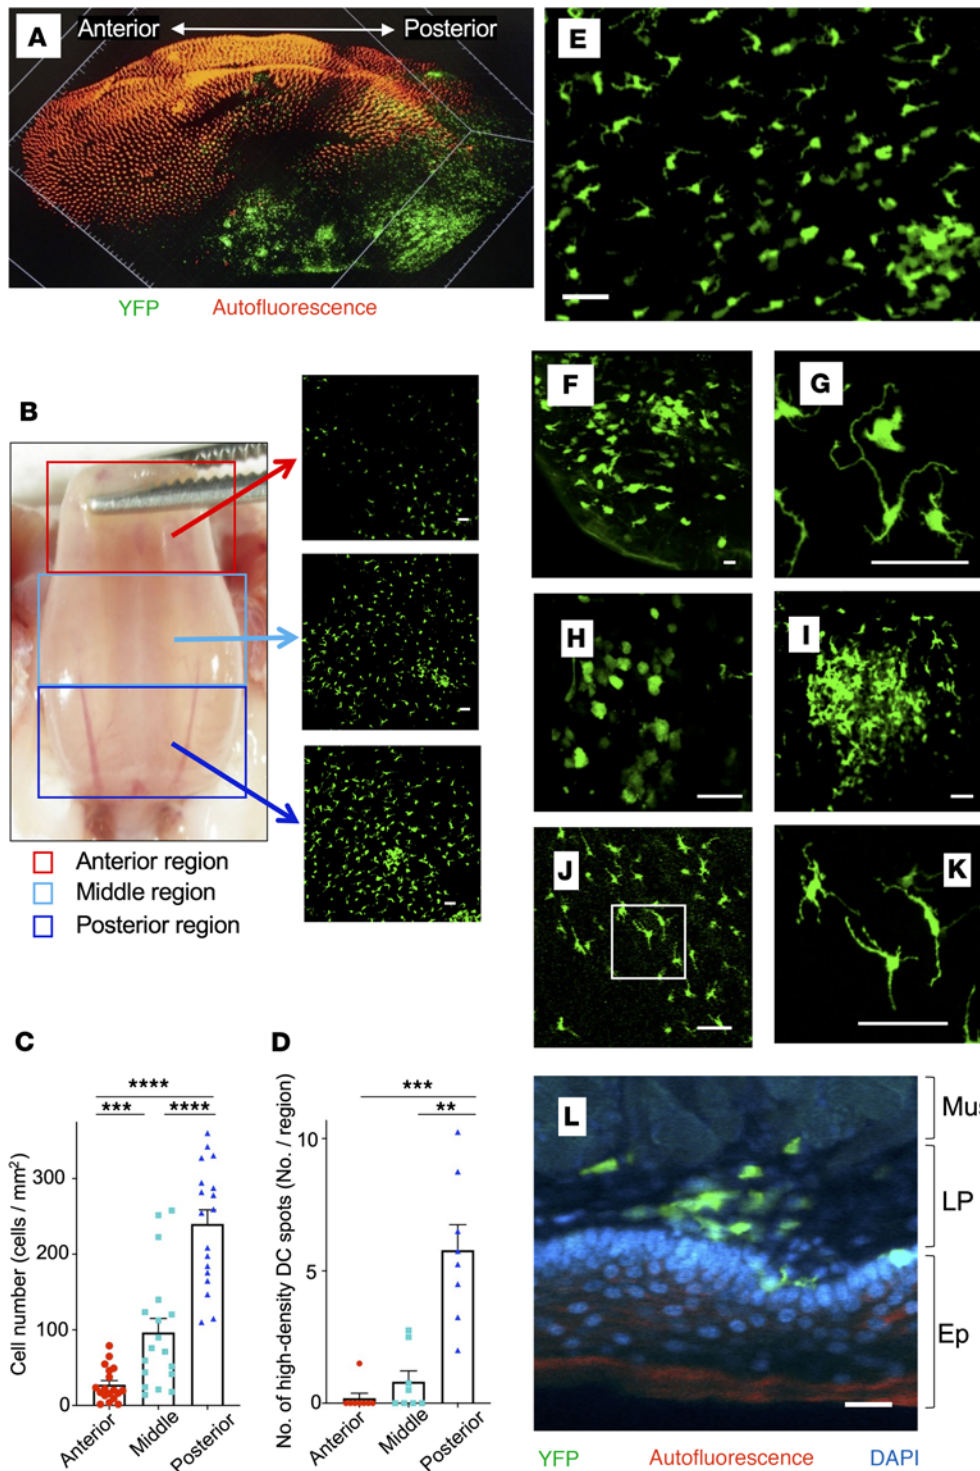 A
Anterior
Posterior
YFP
Autofluorescence
B
Anterior region
Middle region
Posterior region
C
****
***
****
Cell number (cells / mm²)
300
200
100
0
Anterior
Middle
Posterior
D
***
**
No. of high-density DC spots (No. / region)
10
5
0
Anterior
Middle
Posterior
E
F
G
H
I
J
K
L
Mus
LP
Ep
YFP
Autofluorescence
DAPI